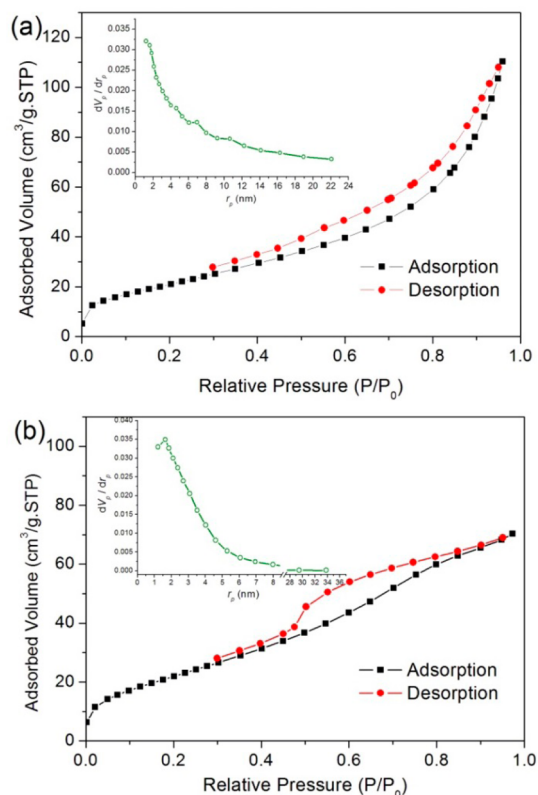 (a)
Adsorbed Volume (cm³/g.STP)
120
100
80
60
40
20
0
0.0 0.2 0.4 0.6 0.8 1.0
Relative Pressure (P/P₀)
Adsorption
Desorption
dVₚ / drₚ
0.035
0.030
0.025
0.020
0.015
0.010
0.005
0.000
0 2 4 6 8 10 12 14 16 18 20 22 24
rₚ (nm)
(b)
Adsorbed Volume (cm³/g.STP)
100
80
60
40
20
0
0.0 0.2 0.4 0.6 0.8 1.0
Relative Pressure (P/P₀)
Adsorption
Desorption
dVₚ / drₚ
0.040
0.035
0.030
0.025
0.020
0.015
0.010
0.005
0.000
0 1 2 3 4 5 6 7 8 28 30 32 34 36
rₚ (nm)